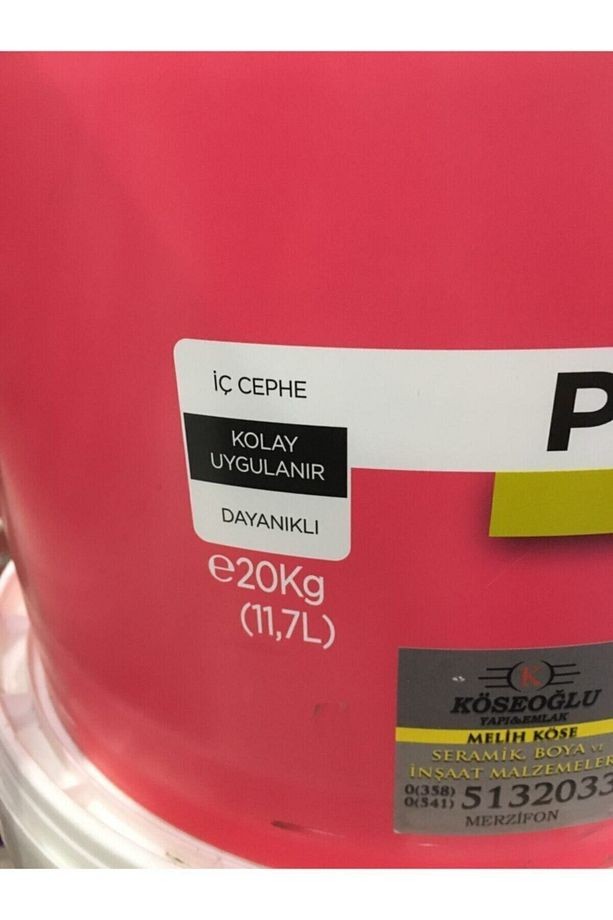 İÇ CEPHE
P
KOLAY
UYGULANIR
DAYANIKLI
℮20Kg
(11,7L)
K
KÖSEOĞLU
YAPI&EMLAK
MELİH KÖSE
SERAMİK, BOYA ve
İNŞAAT MALZEMELER
0(358)
0(541) 5132033
MERZİFON